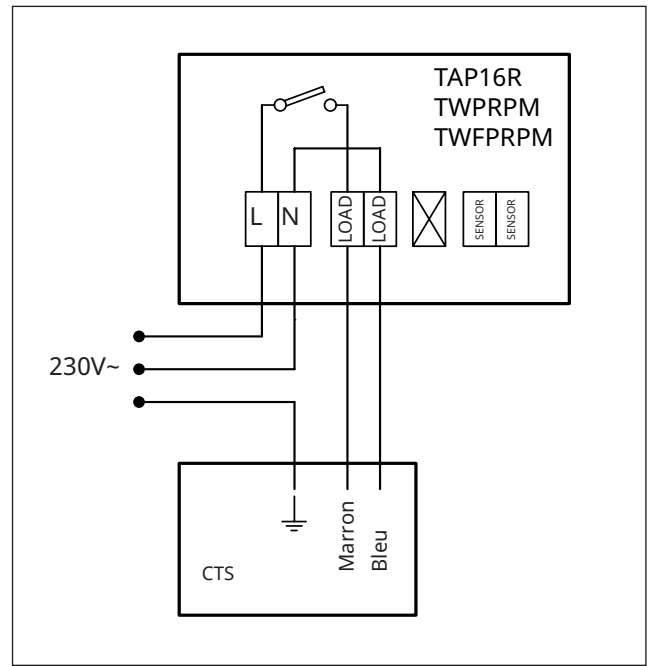 TAP16R
TWPRPM
TWFPRPM
L N LOAD LOAD SENSOR SENSOR
230V~
Marron
Bleu
CTS